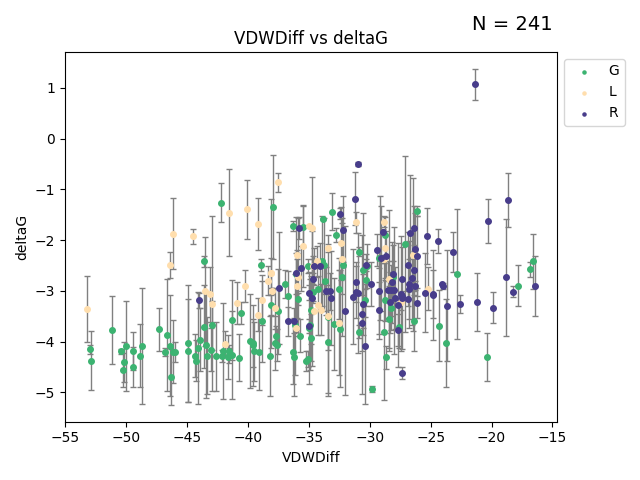 N = 241
VDWDiff vs deltaG
G
L
R
deltaG
1
0
−1
−2
−3
−4
−5
−55 −50 −45 −40 −35 −30 −25 −20 −15
VDWDiff